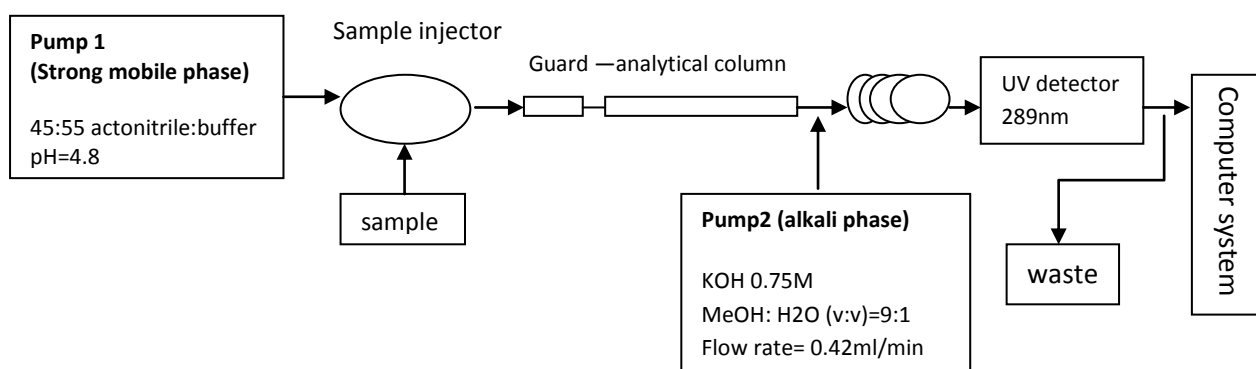 Pump 1
(Strong mobile phase)
45:55 actonitrile:buffer
pH=4.8
Sample injector
sample
Guard —analytical column
Pump2 (alkali phase)
KOH 0.75M
MeOH: H2O (v:v)=9:1
Flow rate= 0.42ml/min
UV detector
289nm
waste
Computer system